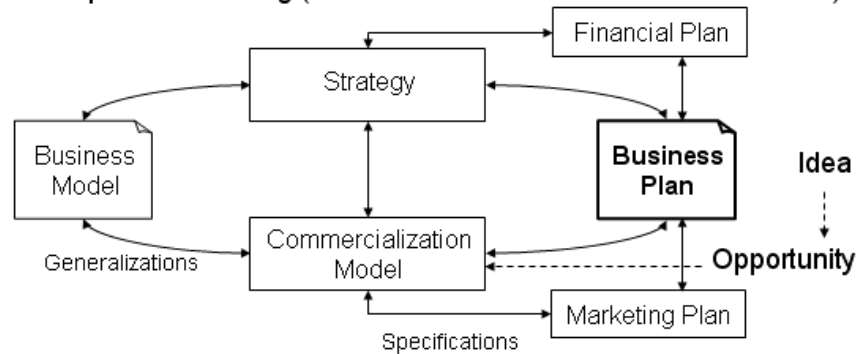 Financial Plan
Strategy
Business
Model
Business
Plan
Idea
Commercialization
Model
Generalizations
Opportunity
Marketing Plan
Specifications